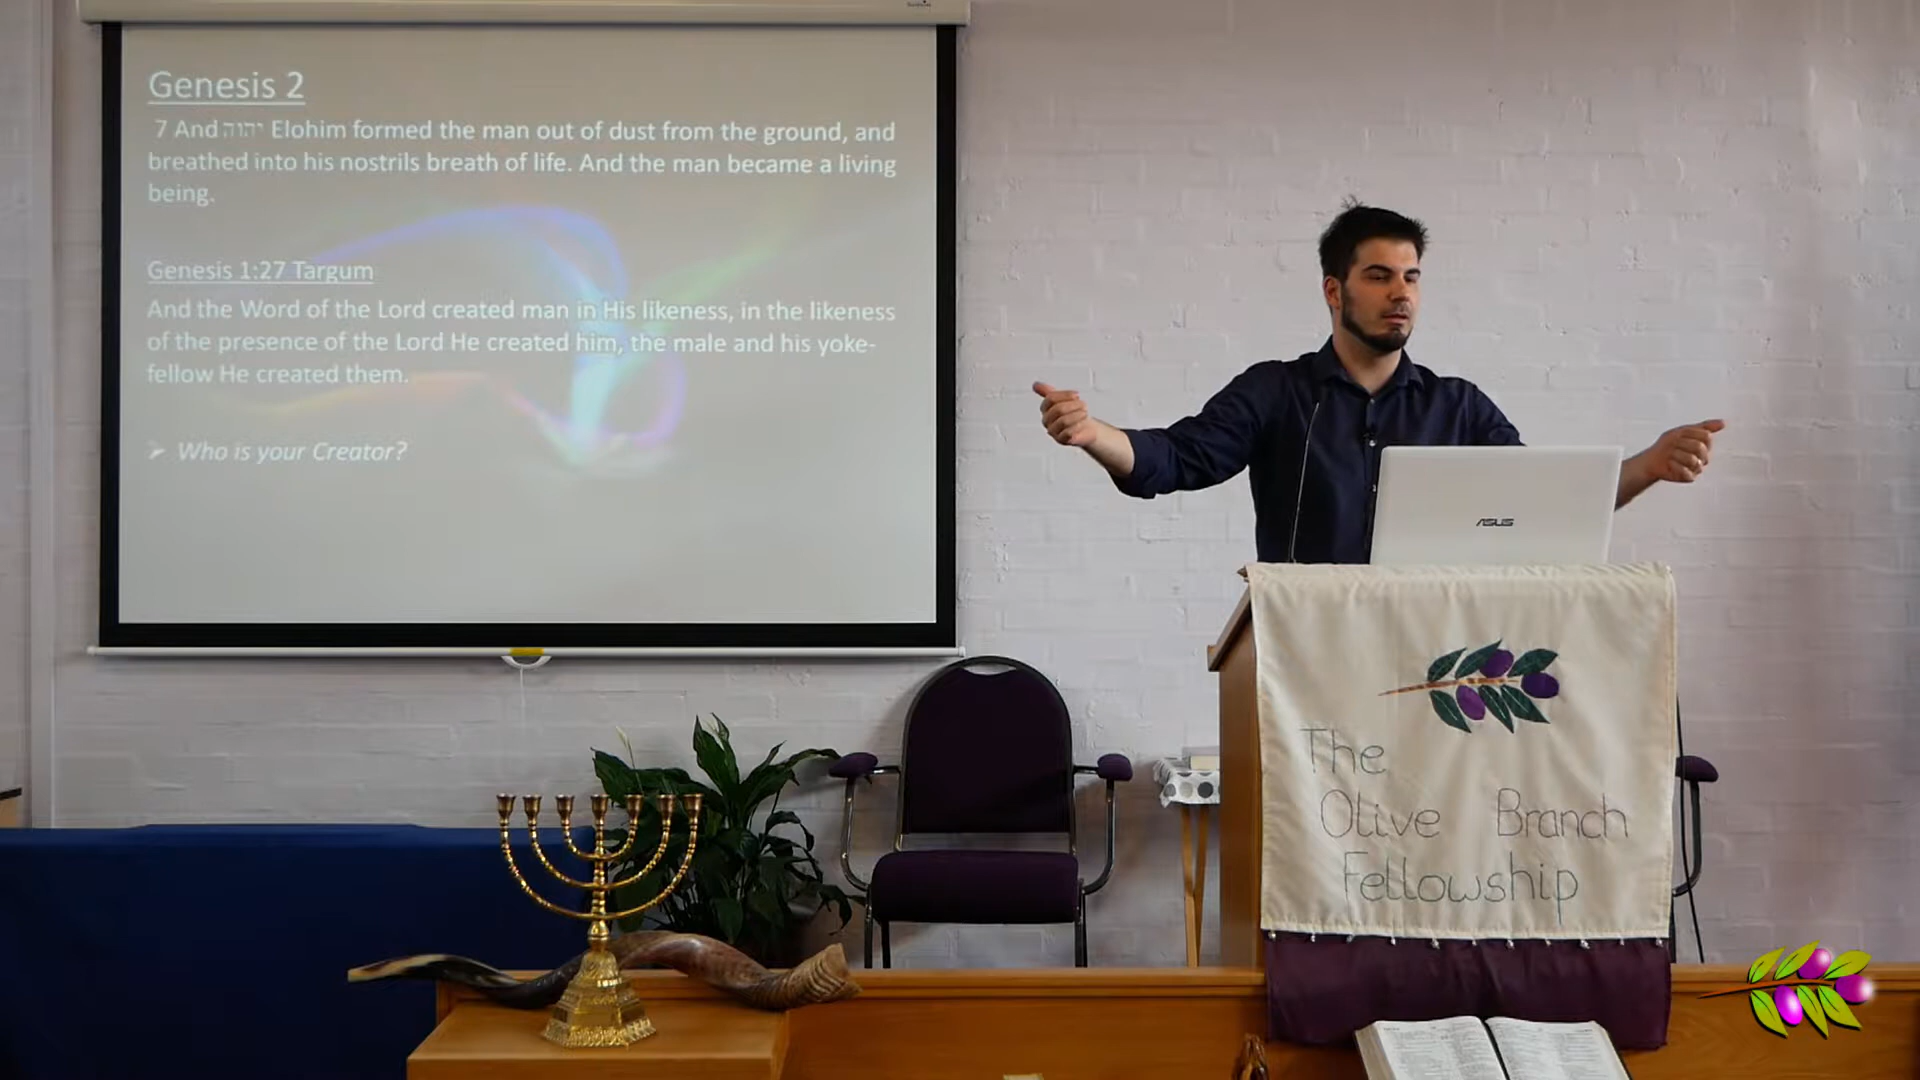 Genesis 2
7 And יהוה Elohim formed the man out of dust from the ground, and
breathed into his nostrils breath of life. And the man became a living
being.
Genesis 1:27 Targum
And the Word of the Lord created man in His likeness, in the likeness
of the presence of the Lord He created him, the male and his yoke-
fellow He created them.
➢ Who is your Creator?
ASUS
The
Olive Branch
Fellowship